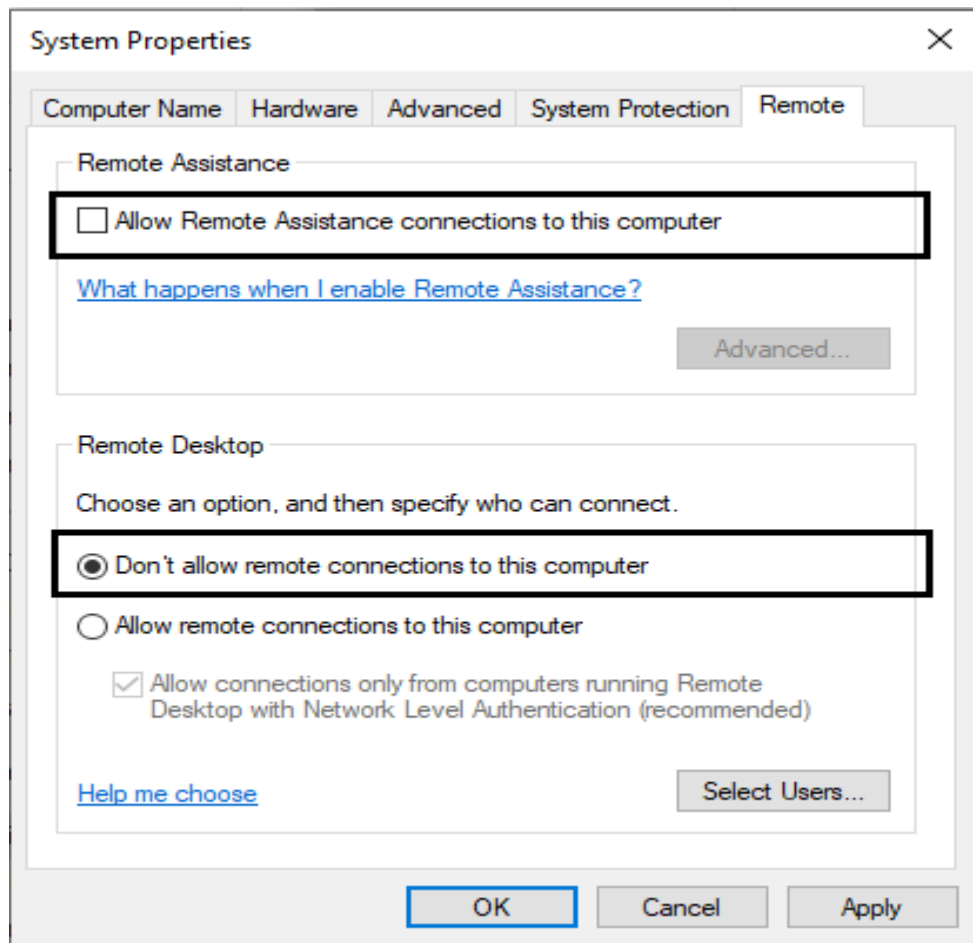 System Properties
Computer Name
Hardware
Advanced
System Protection
Remote
Remote Assistance
Allow Remote Assistance connections to this computer
What happens when I enable Remote Assistance?
Advanced...
Remote Desktop
Choose an option, and then specify who can connect.
Don't allow remote connections to this computer
Allow remote connections to this computer
Allow connections only from computers running Remote
Desktop with Network Level Authentication (recommended)
Help me choose
Select Users...
OK
Cancel
Apply